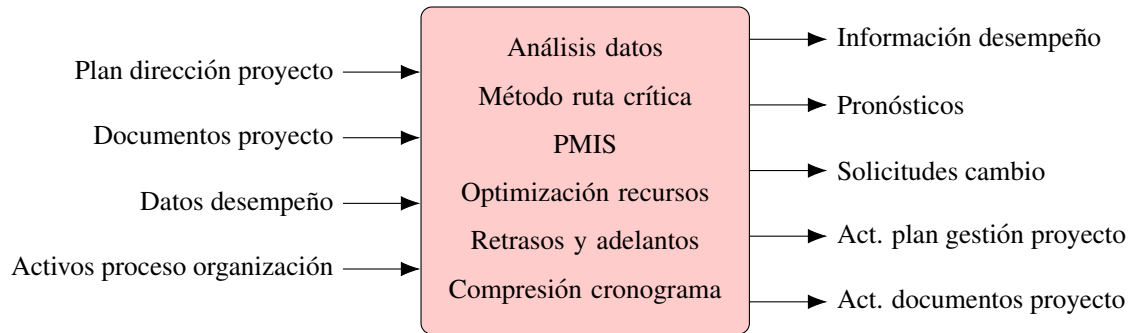 Plan dirección proyecto
Documentos proyecto
Datos desempeño
Activos proceso organización
Análisis datos
Método ruta crítica
PMIS
Optimización recursos
Retrasos y adelantos
Compresión cronograma
Información desempeño
Pronósticos
Solicitudes cambio
Act. plan gestión proyecto
Act. documentos proyecto